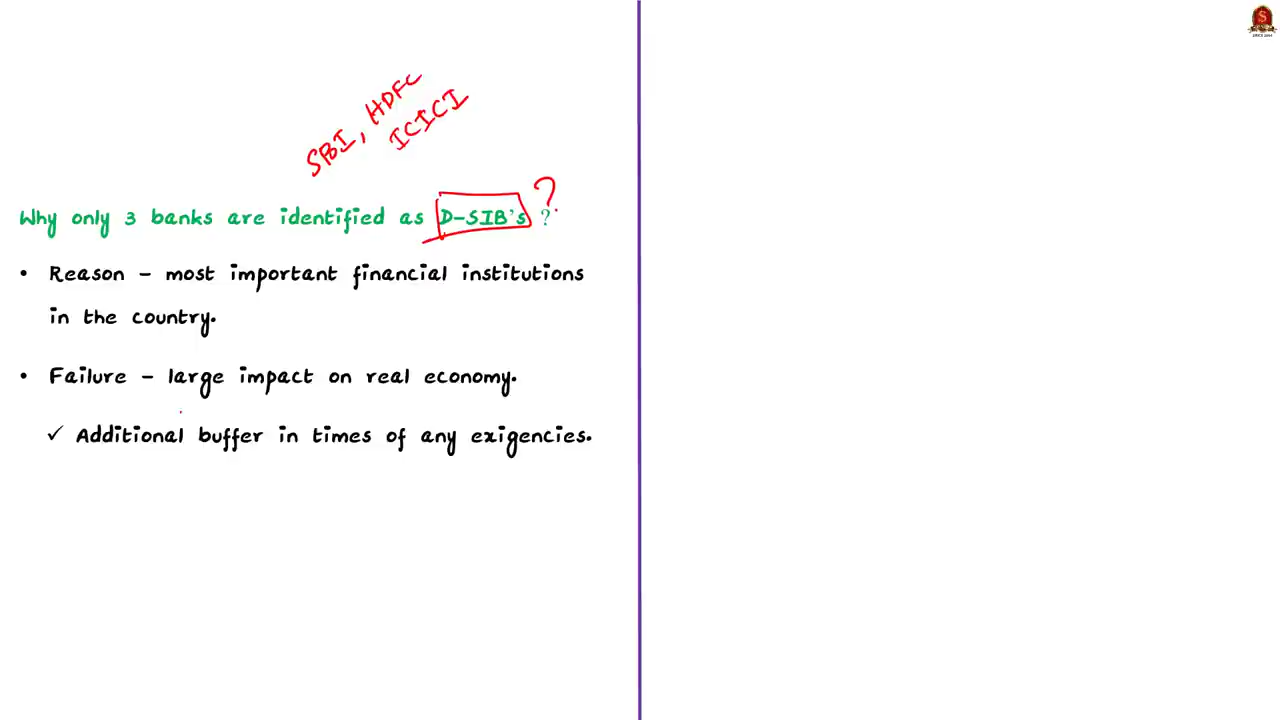 SBI, HDFC
ICICI
Why only 3 banks are identified as D-SIB's ?
?
• Reason – most important financial institutions
in the country.
• Failure – large impact on real economy.
✓ Additional buffer in times of any exigencies.